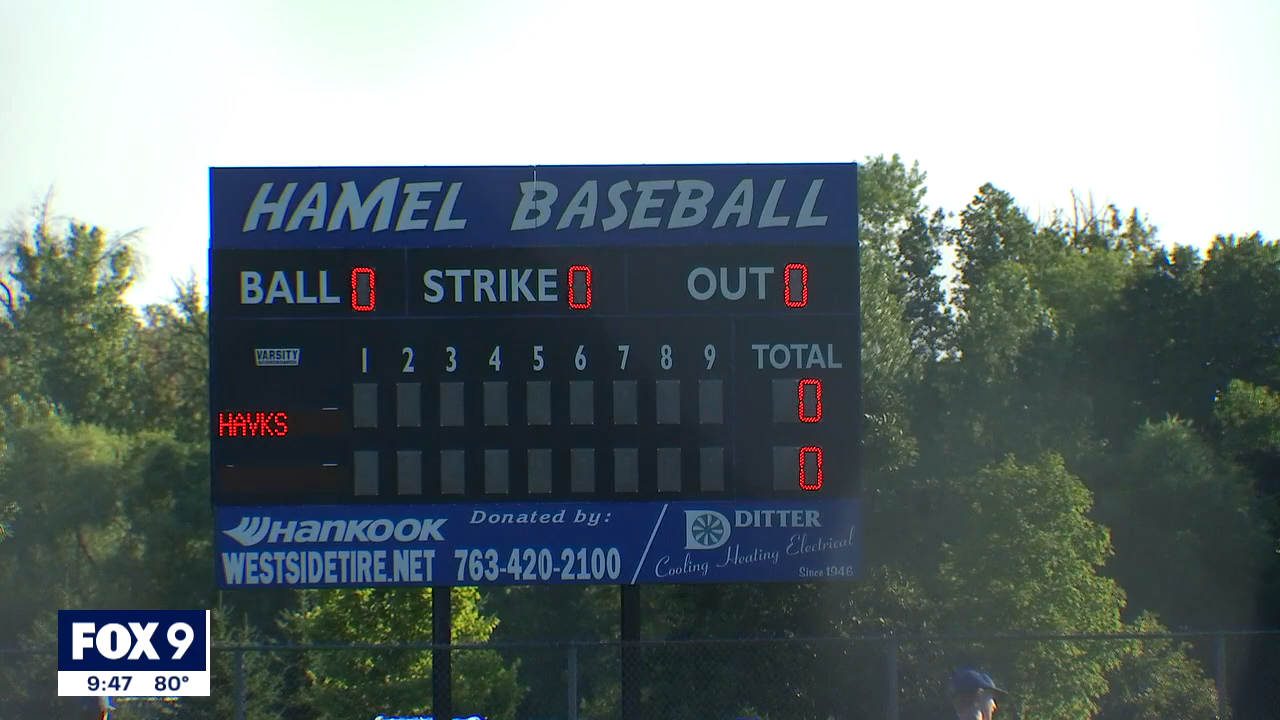 HAMEL BASEBALL
BALL 0 STRIKE 0 OUT 0
VARSITY 1 2 3 4 5 6 7 8 9 TOTAL
0
HAVKS
0
HANKOOK Donated by: DITTER
WESTSIDETIRE.NET 763-420-2100 Cooling Heating Electrical
Since 1946
FOX 9
9:47 80°